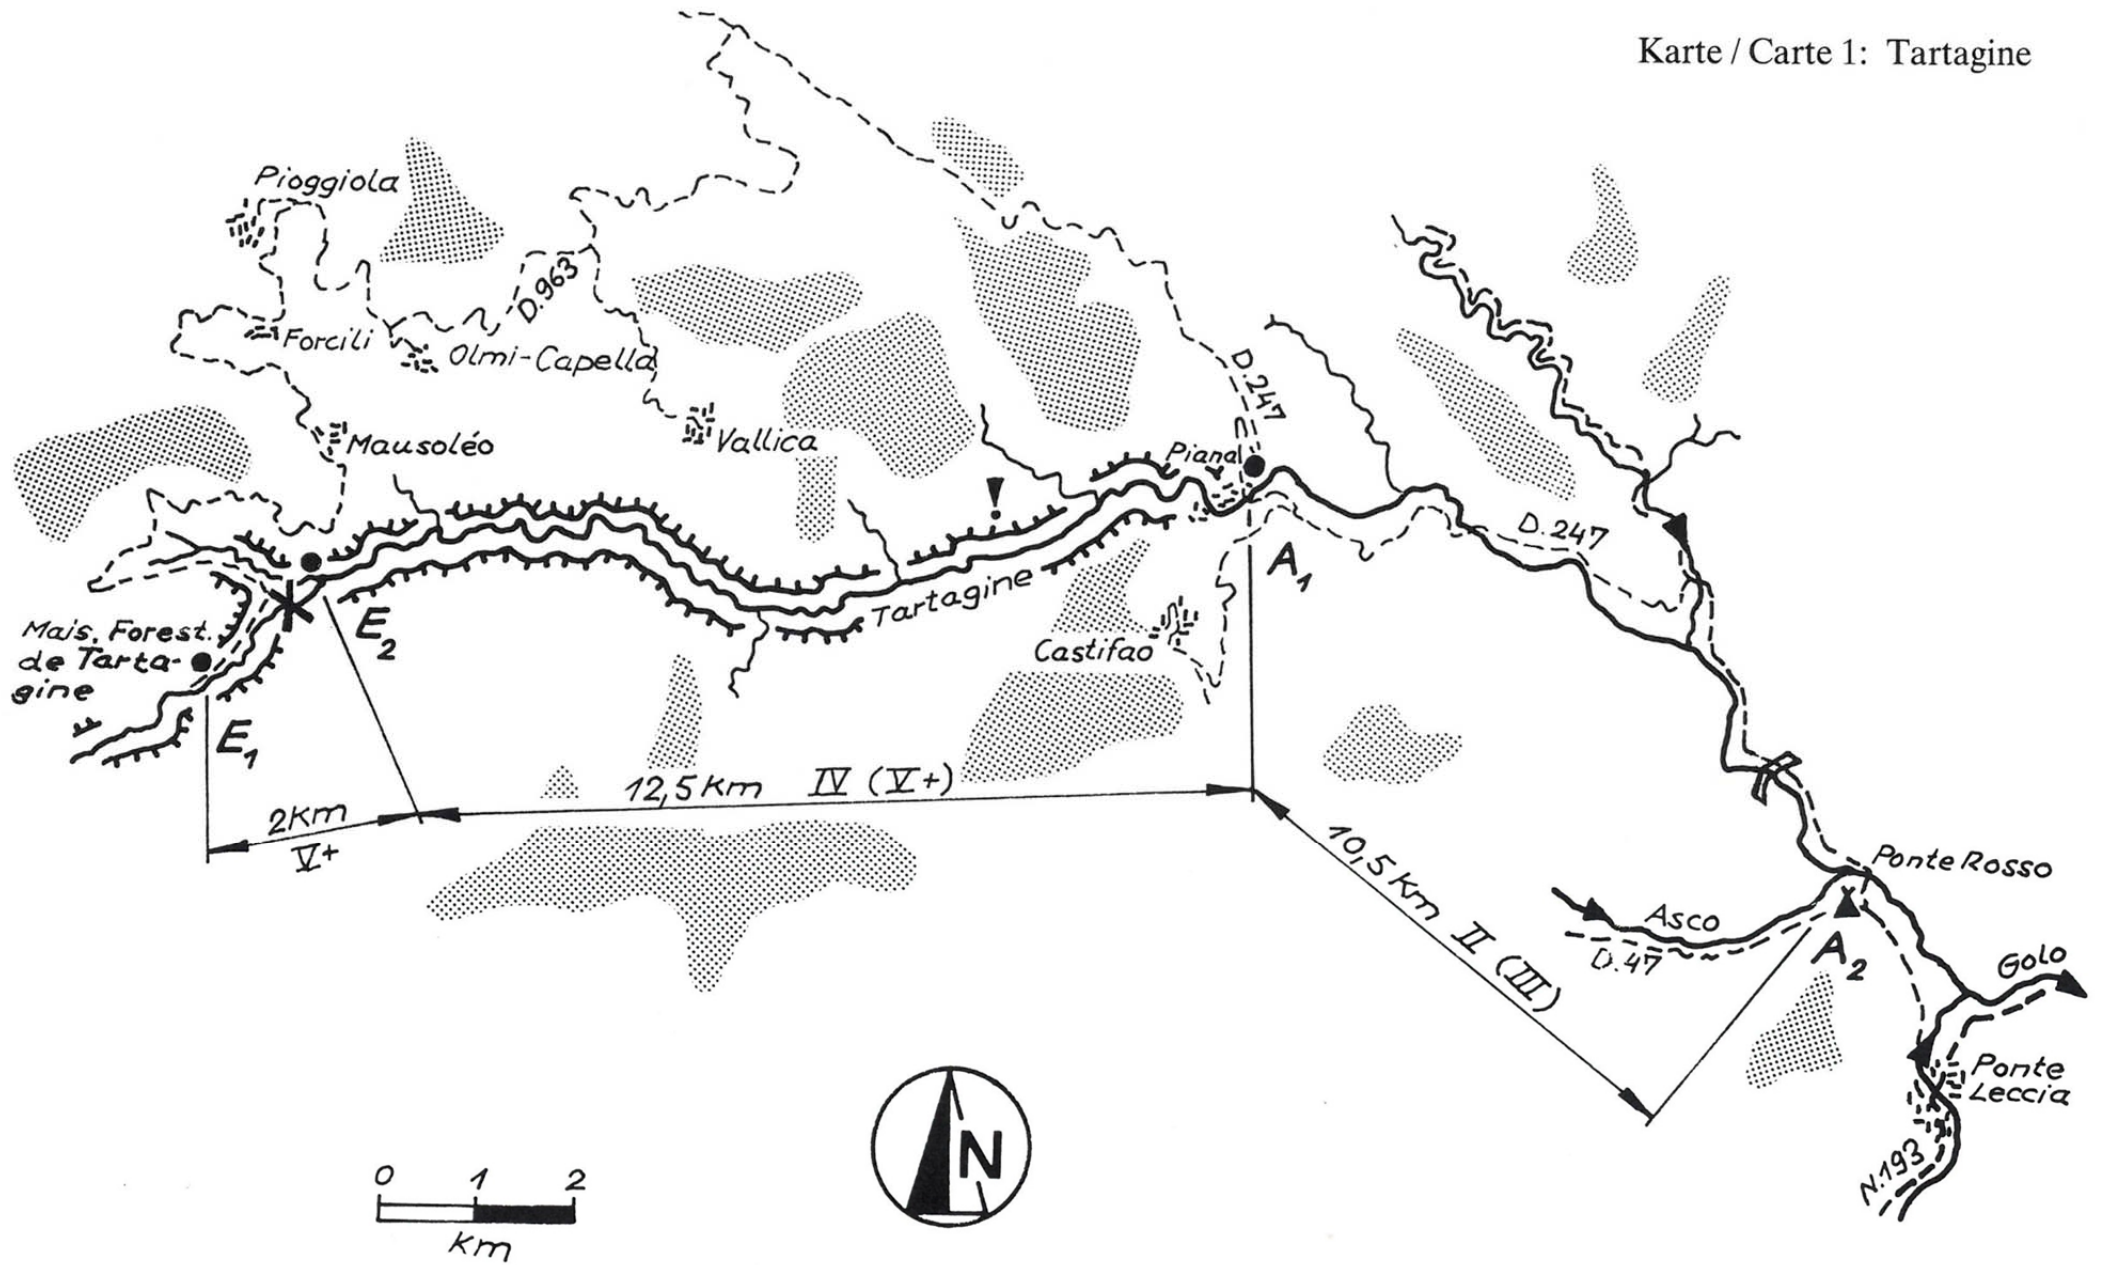 Karte / Carte 1: Tartagine
Pioggiola
D.963
Forcili
Olmi-Capella
D.247
Mausoléo
Vallica
Piana
!
D.247
A1
Tartagine
E2
Mais. Forest.
de Tarta-
gine
Castifao
E1
12,5 km IV (V+)
2 km
V+
10,5 km II (III)
Ponte Rosso
Asco
D.47
A2
Golo
Ponte
Leccia
N.193
N
0 1 2
km